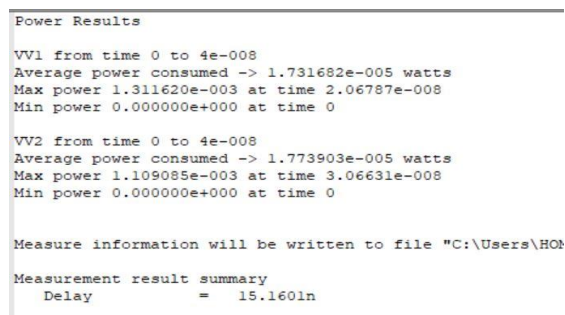 Power Results
VV1 from time 0 to 4e-008
Average power consumed -> 1.731682e-005 watts
Max power 1.311620e-003 at time 2.06787e-008
Min power 0.000000e+000 at time 0
VV2 from time 0 to 4e-008
Average power consumed -> 1.773903e-005 watts
Max power 1.109085e-003 at time 3.06631e-008
Min power 0.000000e+000 at time 0
Measure information will be written to file "C:\Users\HOM
Measurement result summary
Delay = 15.1601n